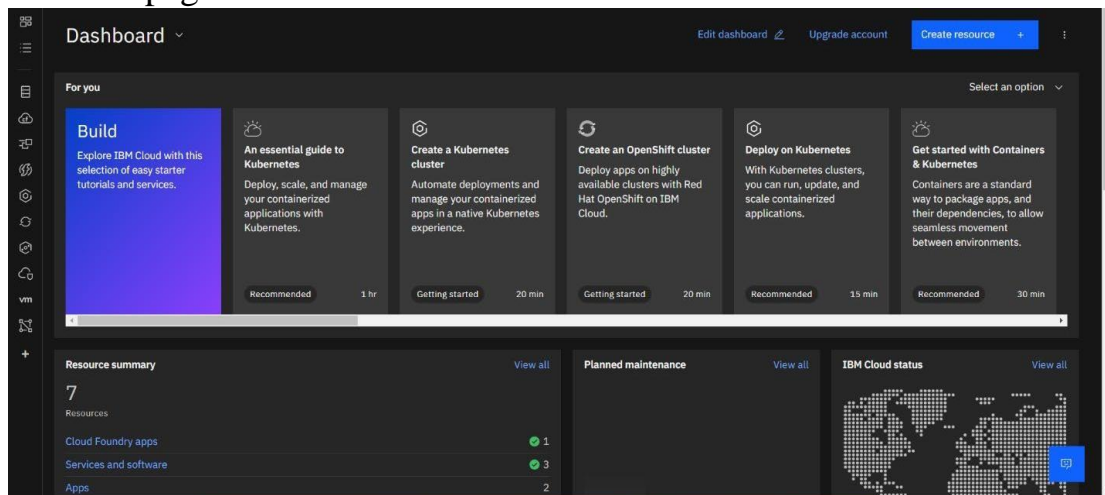 Dashboard
Edit dashboard
Upgrade account
Create resource +
For you
Select an option
Build
Explore IBM Cloud with this
selection of easy starter
tutorials and services.
An essential guide to
Kubernetes
Deploy, scale, and manage
your containerized
applications with
Kubernetes.
Recommended
1 hr
Create a Kubernetes
cluster
Automate deployments and
manage your containerized
apps in a native Kubernetes
experience.
Getting started
20 min
Create an OpenShift cluster
Deploy apps on highly
available clusters with Red
Hat OpenShift on IBM
Cloud.
Getting started
20 min
Deploy on Kubernetes
With Kubernetes clusters,
you can run, update, and
scale containerized
applications.
Recommended
15 min
Get started with Containers
& Kubernetes
Containers are a standard
way to package apps, and
their dependencies, to allow
seamless movement
between environments.
Recommended
30 min
vm
Resource summary
View all
7
Resources
Cloud Foundry apps
1
Services and software
3
Apps
2
Planned maintenance
View all
IBM Cloud status
View all